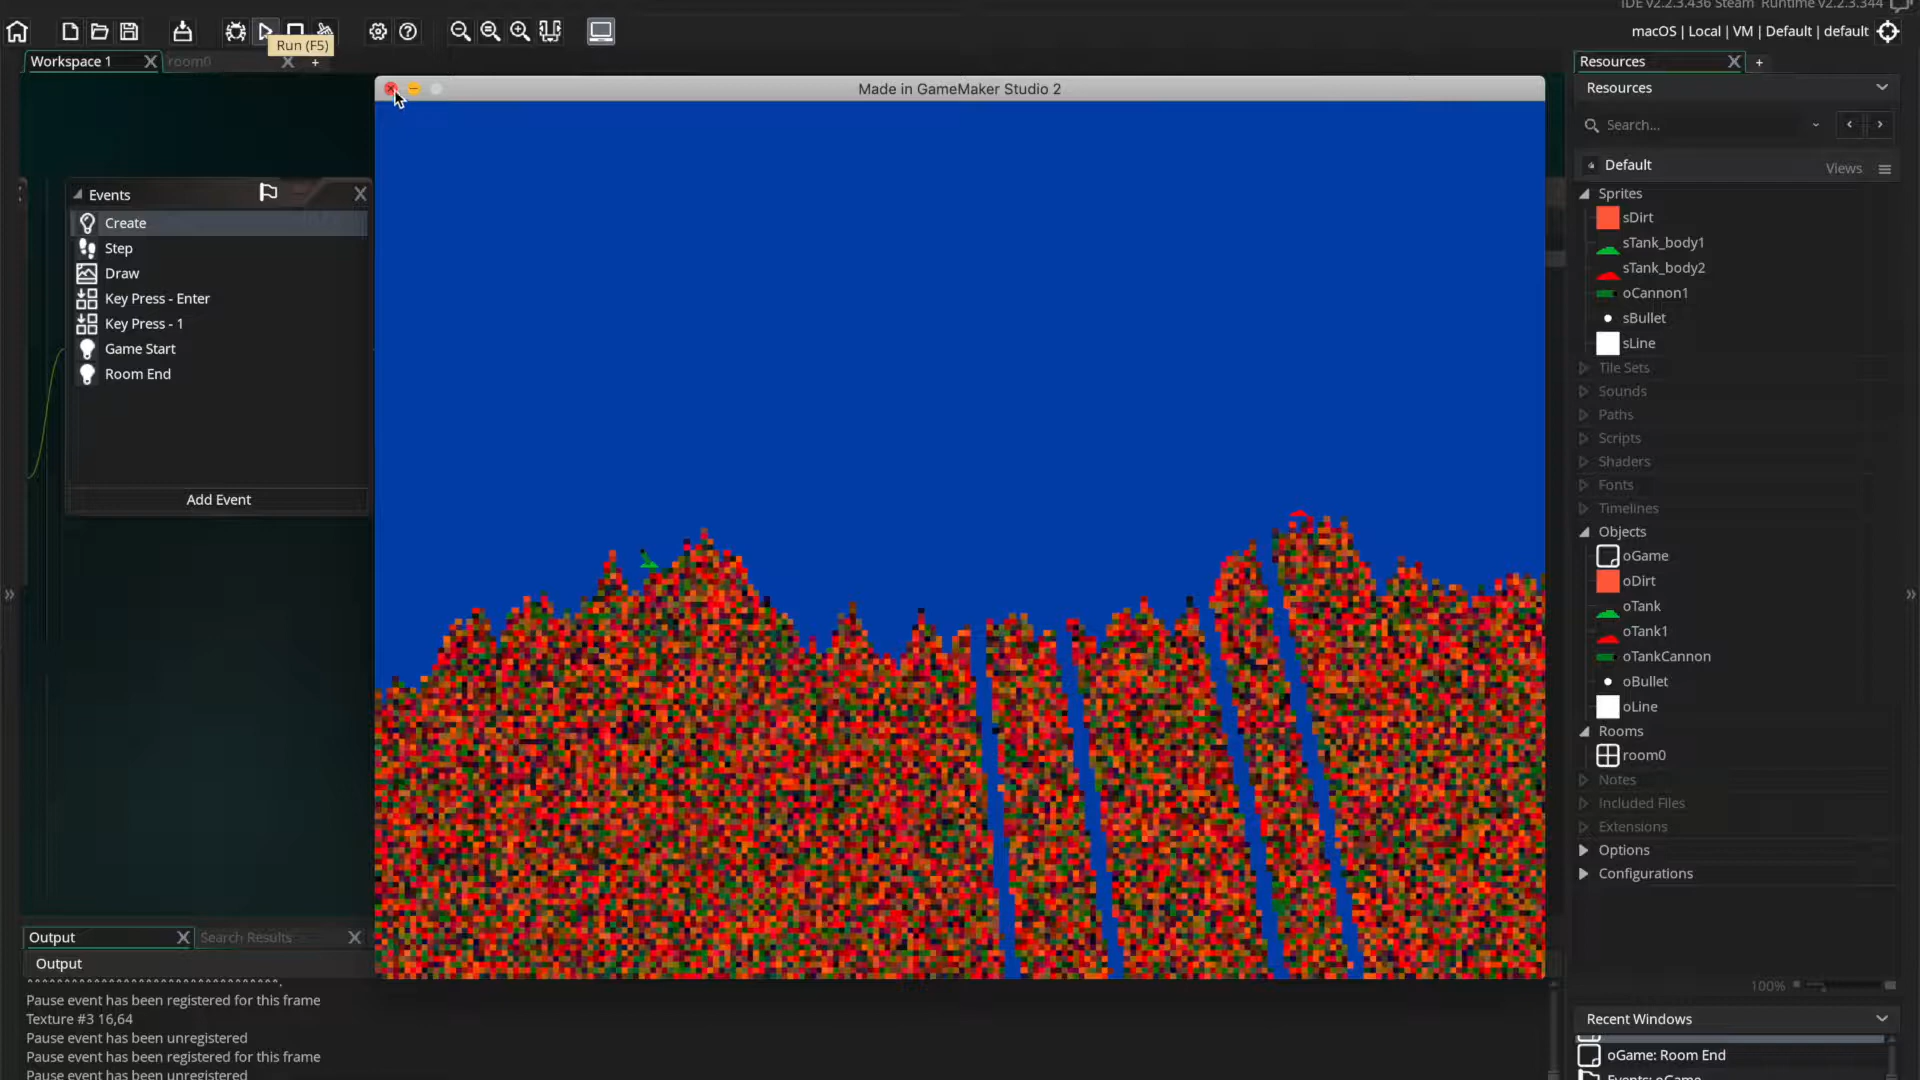 IDE v2.2.3.436 Steam Runtime v2.2.3.344
macOS | Local | VM | Default | default
Run (F5)
Workspace 1
room0
+
Resources
+
Made in GameMaker Studio 2
Resources
Search...
Default
Views
Events
Create
Step
Draw
Key Press - Enter
Key Press - 1
Game Start
Room End
Add Event
Sprites
sDirt
sTank_body1
sTank_body2
oCannon1
sBullet
sLine
Tile Sets
Sounds
Paths
Scripts
Shaders
Fonts
Timelines
Objects
oGame
oDirt
oTank
oTank1
oTankCannon
oBullet
oLine
Rooms
room0
Notes
Included Files
Extensions
Options
Configurations
100%
Recent Windows
oGame: Room End
Events: oGame
Output
Search Results
Output
Pause event has been registered for this frame
Texture #3 16,64
Pause event has been unregistered
Pause event has been registered for this frame
Pause event has been unregistered